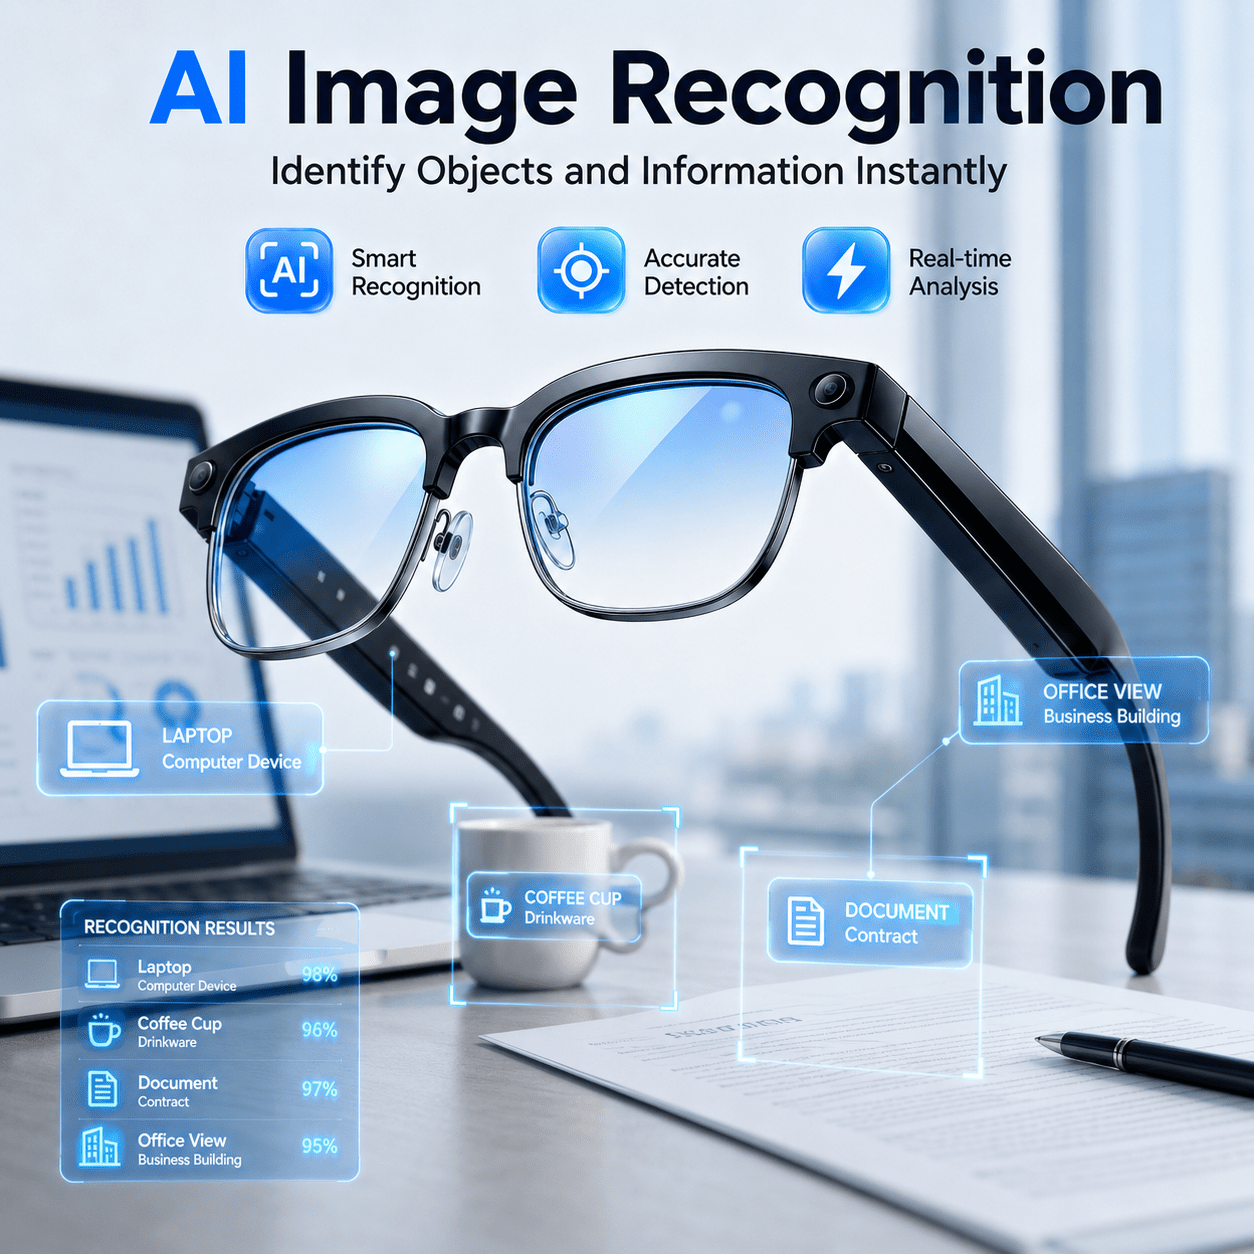 AI Image Recognition
Identify Objects and Information Instantly
AI
Smart
Recognition
Accurate
Detection
Real-time
Analysis
OFFICE VIEW
Business Building
LAPTOP
Computer Device
COFFEE CUP
Drinkware
DOCUMENT
Contract
RECOGNITION RESULTS
Laptop
Computer Device
98%
Coffee Cup
Drinkware
96%
Document
Contract
97%
Office View
Business Building
95%